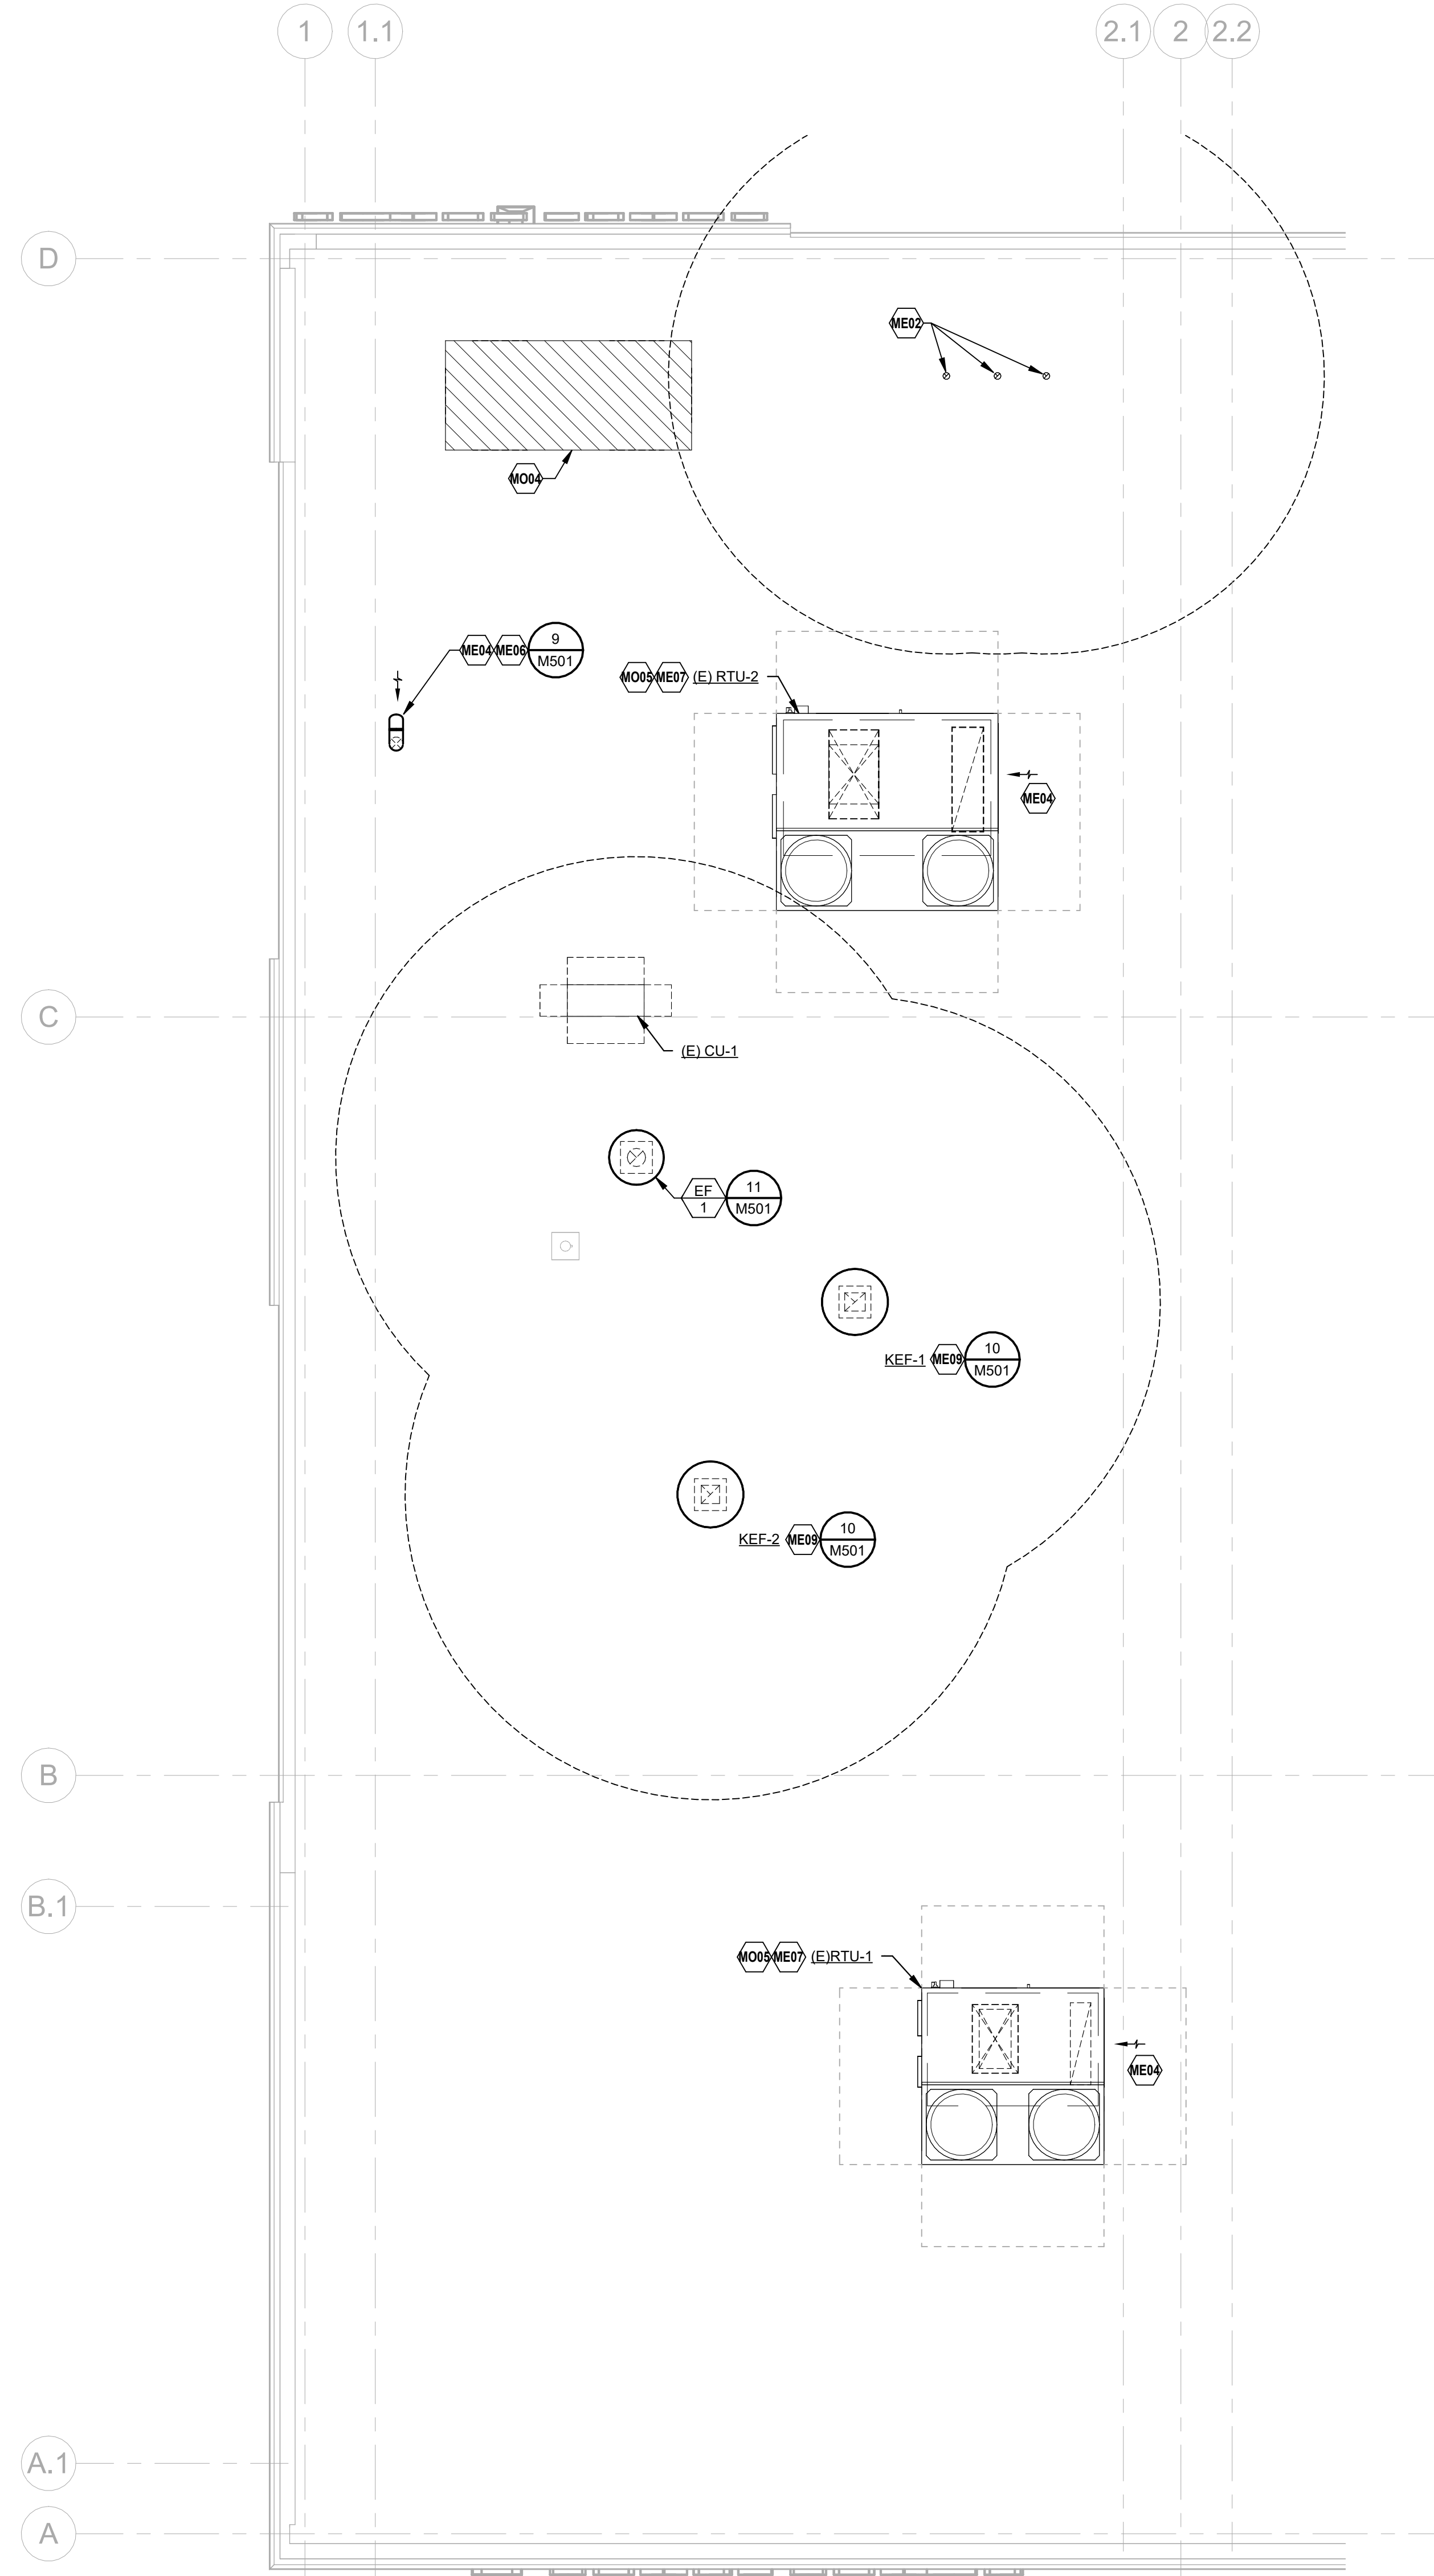 1 1.1 2.1 2 2.2
D
ME02
MO04
ME04 ME06 9
M501
MO05 ME07 (E) RTU-2
ME04
C
(E) CU-1
EF
1
11
M501
KEF-1 ME09 10
M501
KEF-2 ME09 10
M501
B
B.1
MO05 ME07 (E)RTU-1
ME04
A.1
A